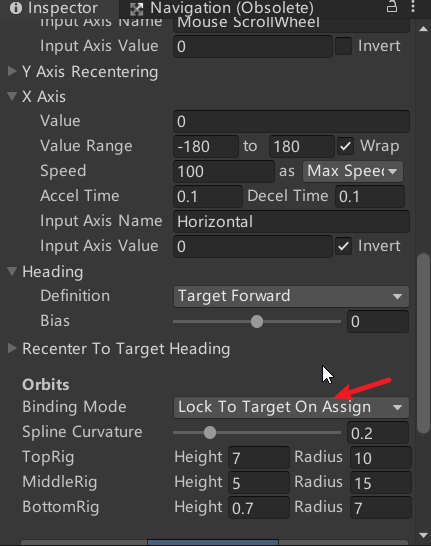 Inspector
Navigation (Obsolete)
Input Axis Name Mouse ScrollWheel
Input Axis Value 0 Invert
Y Axis Recentering
X Axis
Value 0
Value Range -180 to 180 Wrap
Speed 100 as Max Speed
Accel Time 0.1 Decel Time 0.1
Input Axis Name Horizontal
Input Axis Value 0 Invert
Heading
Definition Target Forward
Bias 0
Recenter To Target Heading
Orbits
Binding Mode Lock To Target On Assign
Spline Curvature 0.2
TopRig Height 7 Radius 10
MiddleRig Height 5 Radius 15
BottomRig Height 0.7 Radius 7